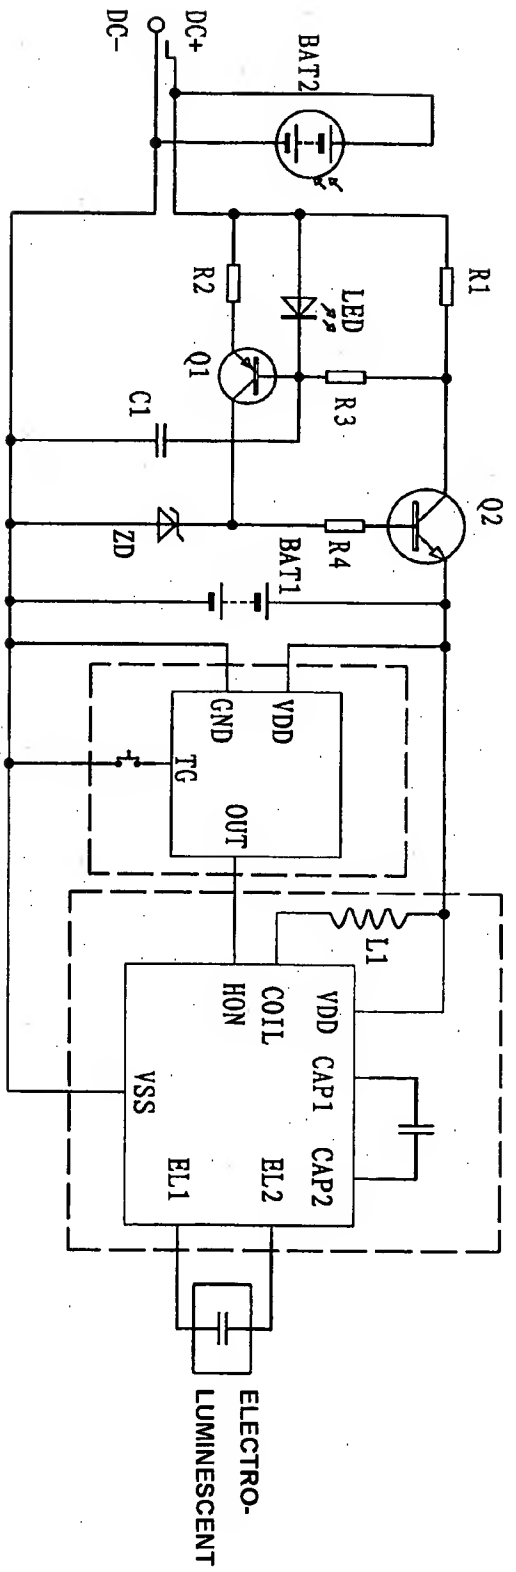 DC+
DC-
BAT2
R1
R2
LED
R3
Q1
C1
Q2
R4
ZD
BAT1
VDD
GND
TG
OUT
L1
VDD
COIL
HON
CAP1
CAP2
VSS
EL2
EL1
ELECTRO-
LUMINESCENT